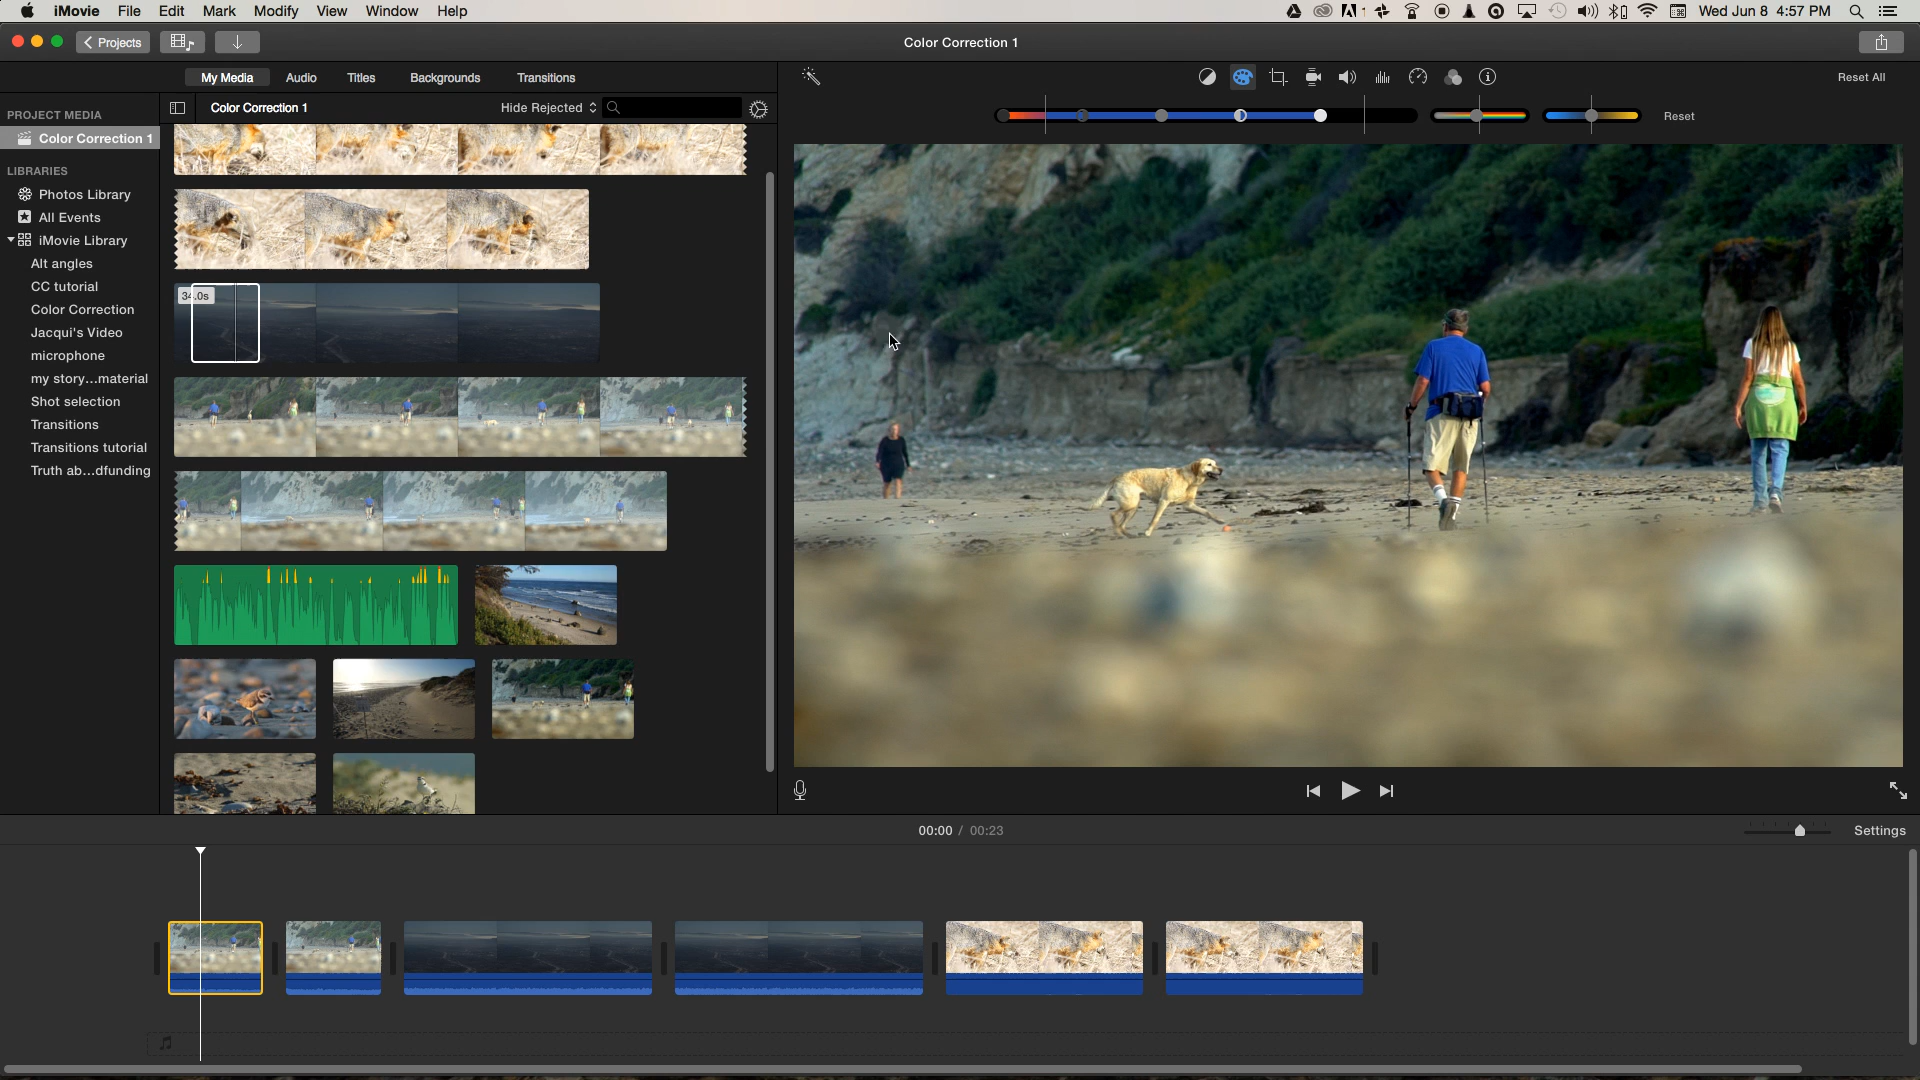 iMovie File Edit Mark Modify View Window Help
1
Wed Jun 8 4:57 PM
Projects
Color Correction 1
My Media Audio Titles Backgrounds Transitions
Reset All
PROJECT MEDIA
Color Correction 1
Hide Rejected
Reset
Color Correction 1
LIBRARIES
Photos Library
All Events
iMovie Library
Alt angles
CC tutorial
Color Correction
Jacqui's Video
microphone
my story...material
Shot selection
Transitions
Transitions tutorial
Truth ab...dfunding
34.0s
00:00 / 00:23
Settings